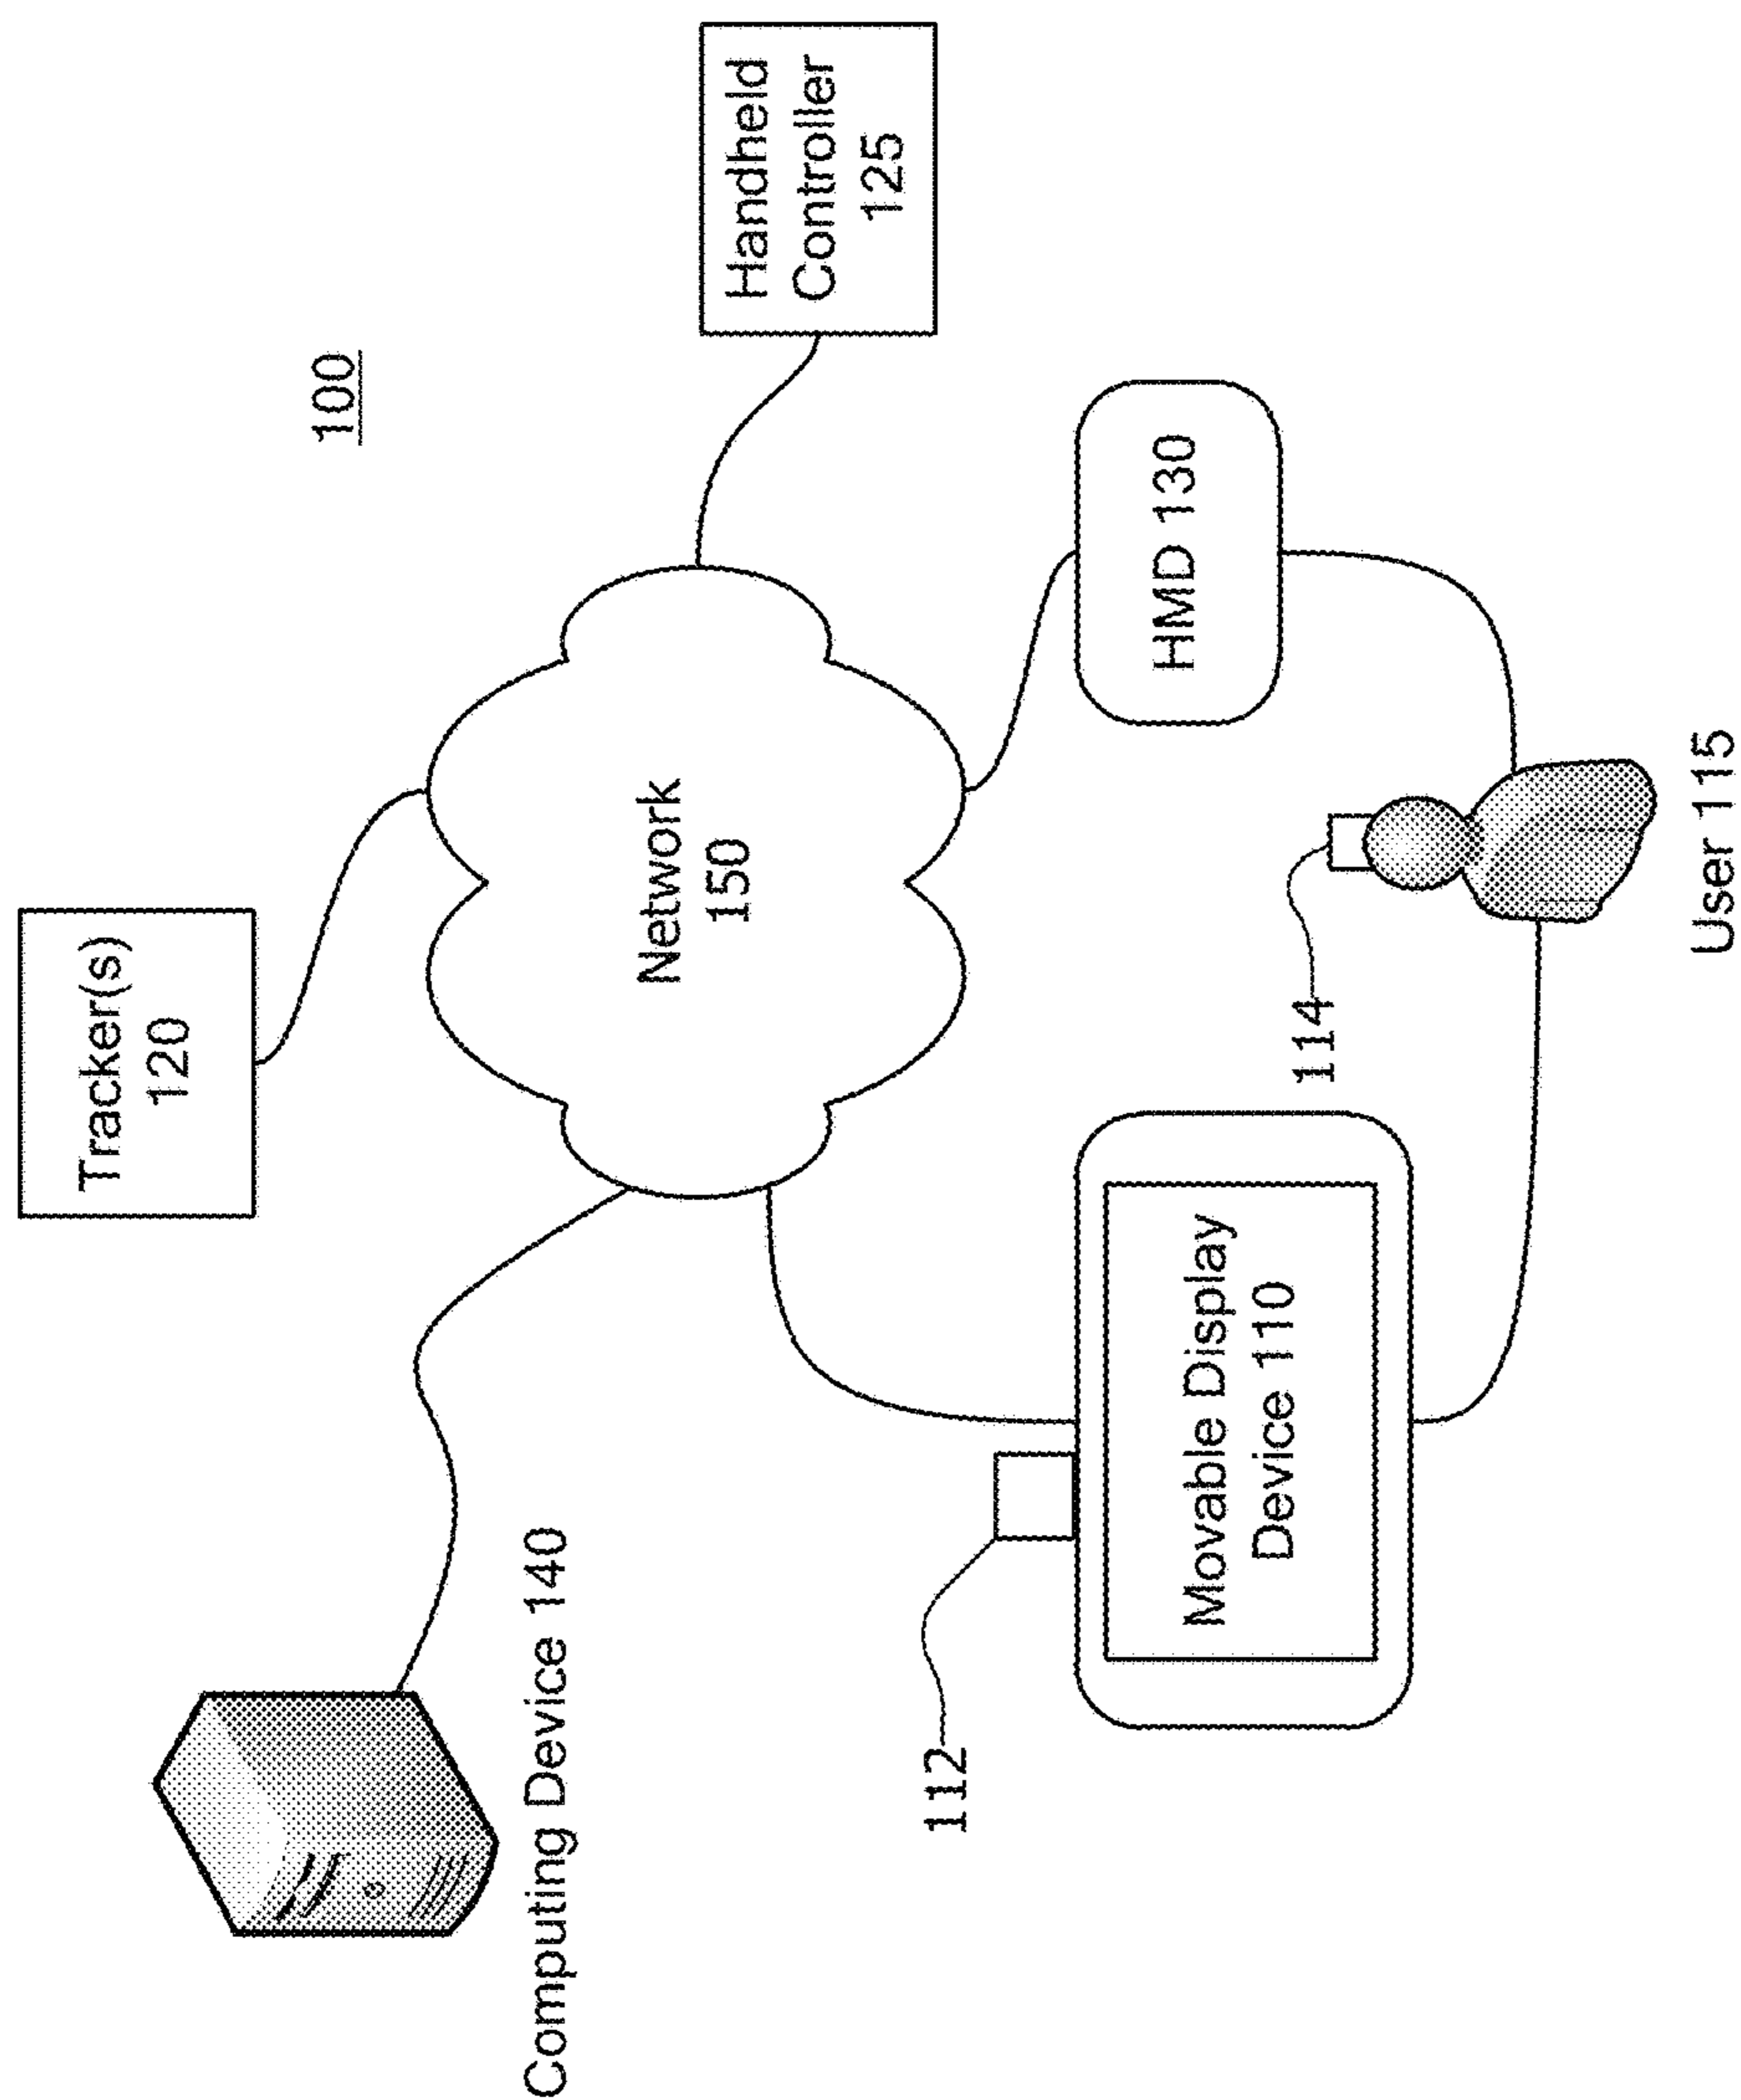 100
Tracker(s)
120
Handheld
Controller
125
Computing Device 140
Network
150
112
Movable Display
Device 110
HMD 130
114
User 115